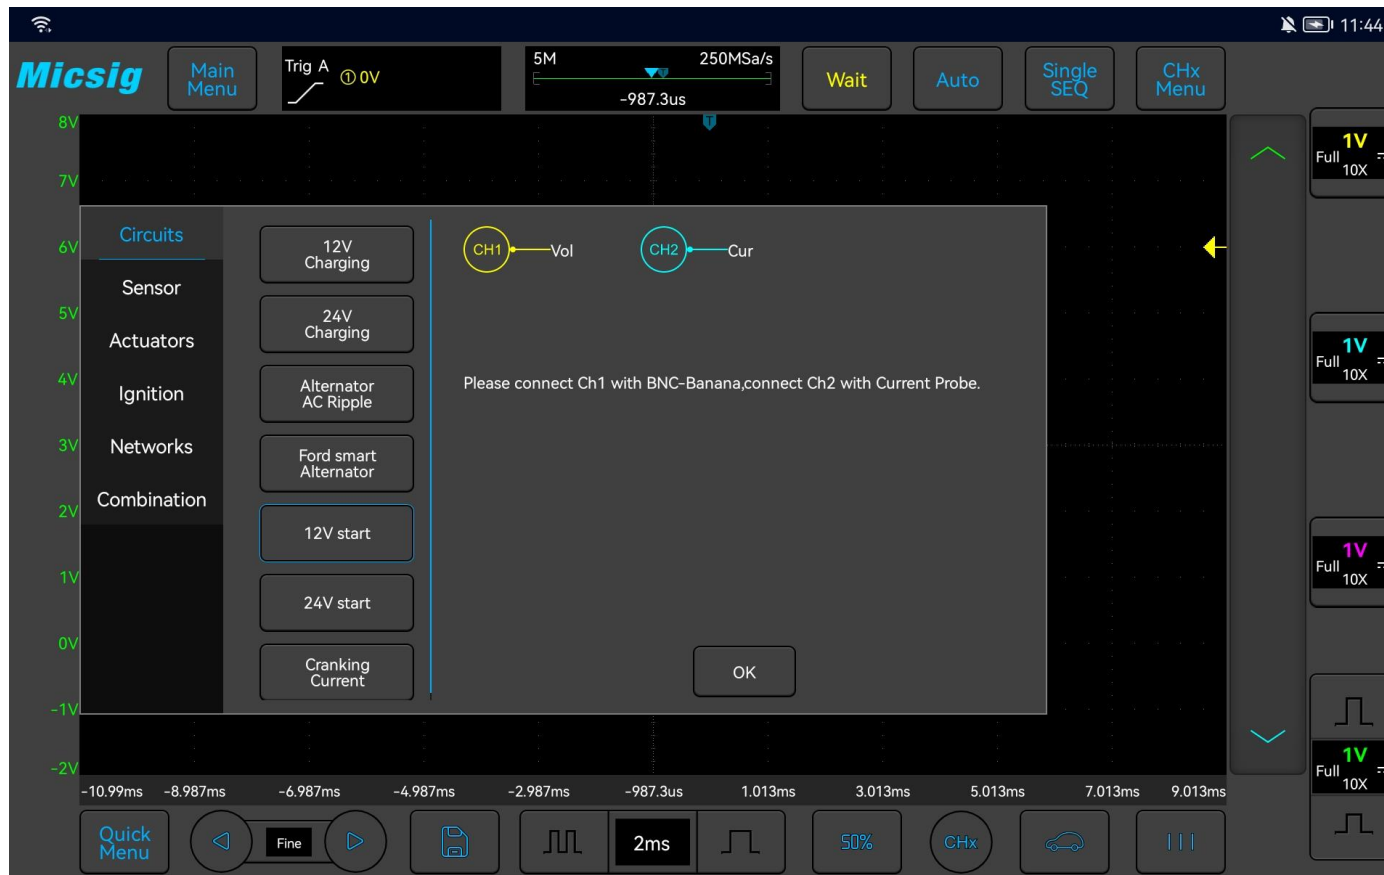 11:44
Micsig
Main
Menu
Trig A
① 0V
5M
250MSa/s
T
-987.3us
Wait
Auto
Single
SEQ
CHx
Menu
T
8V
7V
6V
5V
4V
3V
2V
1V
0V
-1V
-2V
Circuits
Sensor
Actuators
Ignition
Networks
Combination
12V
Charging
24V
Charging
Alternator
AC Ripple
Ford smart
Alternator
12V start
24V start
Cranking
Current
CH1
Vol
CH2
Cur
Please connect Ch1 with BNC-Banana,connect Ch2 with Current Probe.
OK
1V
Full
10X
1V
Full
10X
1V
Full
10X
1V
Full
10X
-10.99ms -8.987ms -6.987ms -4.987ms -2.987ms -987.3us 1.013ms 3.013ms 5.013ms 7.013ms 9.013ms
Quick
Menu
Fine
2ms
50%
CHx